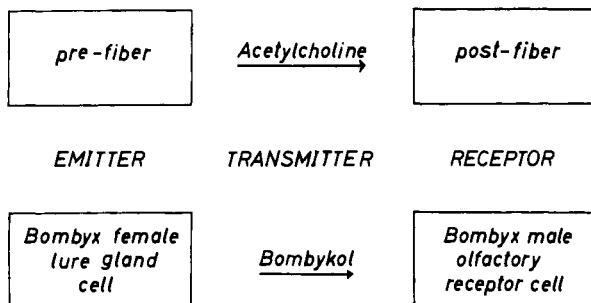 pre-fiber Acetylcholine post-fiber
EMITTER TRANSMITTER RECEPTOR
Bombyx female lure gland cell
Bombykol
Bombyx male olfactory receptor cell